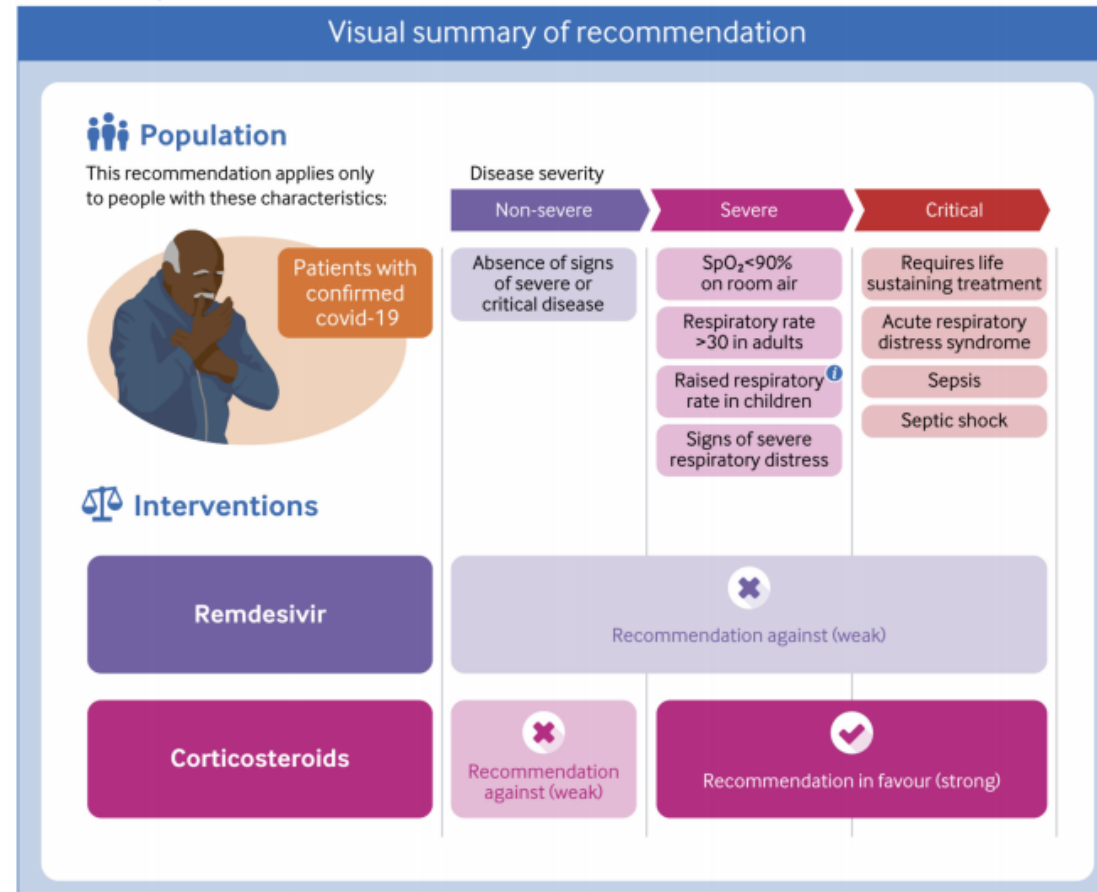 Visual summary of recommendation
Population
This recommendation applies only
to people with these characteristics:
Patients with
confirmed
covid-19
Disease severity
Non-severe
Severe
Critical
Absence of signs
of severe or
critical disease
SpO₂<90%
on room air
Respiratory rate
>30 in adults
Raised respiratory
rate in children
i
Signs of severe
respiratory distress
Requires life
sustaining treatment
Acute respiratory
distress syndrome
Sepsis
Septic shock
Interventions
Remdesivir
Recommendation against (weak)
Corticosteroids
Recommendation
against (weak)
Recommendation in favour (strong)